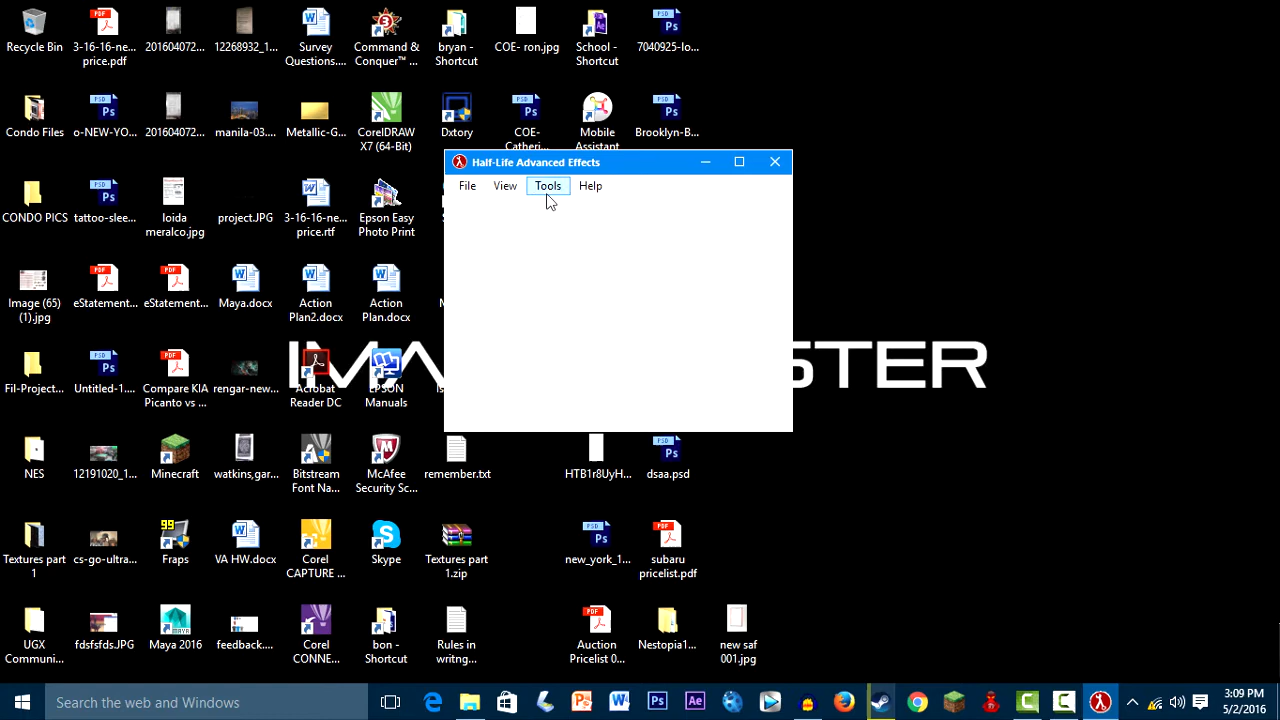 Recycle Bin
3-16-16-ne...
price.pdf
201604072...
12268932_1...
Survey
Questions....
Command &
Conquer™ ...
bryan -
Shortcut
COE- ron.jpg
School -
Shortcut
7040925-lo...
Condo Files
o-NEW-YO...
201604072...
manila-03....
Metallic-G...
CorelDRAW
X7 (64-Bit)
Dxtory
COE-
Catheri...
Mobile
Assistant
Brooklyn-B...
Half-Life Advanced Effects
File View Tools Help
CONDO PICS
tattoo-slee...
loida
meralco.jpg
project.JPG
3-16-16-ne...
price.rtf
Epson Easy
Photo Print
Image (65)
(1).jpg
eStatement...
eStatement...
Maya.docx
Action
Plan2.docx
Action
Plan.docx
Fil-Project...
Untitled-1....
Compare KIA
Picanto vs ...
rengar-new...
Acrobat
Reader DC
EPSON
Manuals
STER
NES
12191020_1...
Minecraft
watkins,gar...
Bitstream
Font Na...
McAfee
Security Sc...
remember.txt
HTB1r8UyH...
dsaa.psd
Textures part
1
cs-go-ultra...
99
Fraps
VA HW.docx
Corel
CAPTURE ...
Skype
Textures part
1.zip
new_york_1...
subaru
pricelist.pdf
UGX
Communi...
fdsfsfds.JPG
Maya 2016
feedback....
Corel
CONNE...
bon -
Shortcut
Rules in
writng...
Auction
Pricelist 0...
Nestopia1...
new saf
001.jpg
Search the web and Windows
3:09 PM
5/2/2016